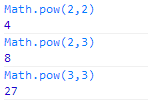 Math.pow(2,2)
4
Math.pow(2,3)
8
Math.pow(3,3)
27